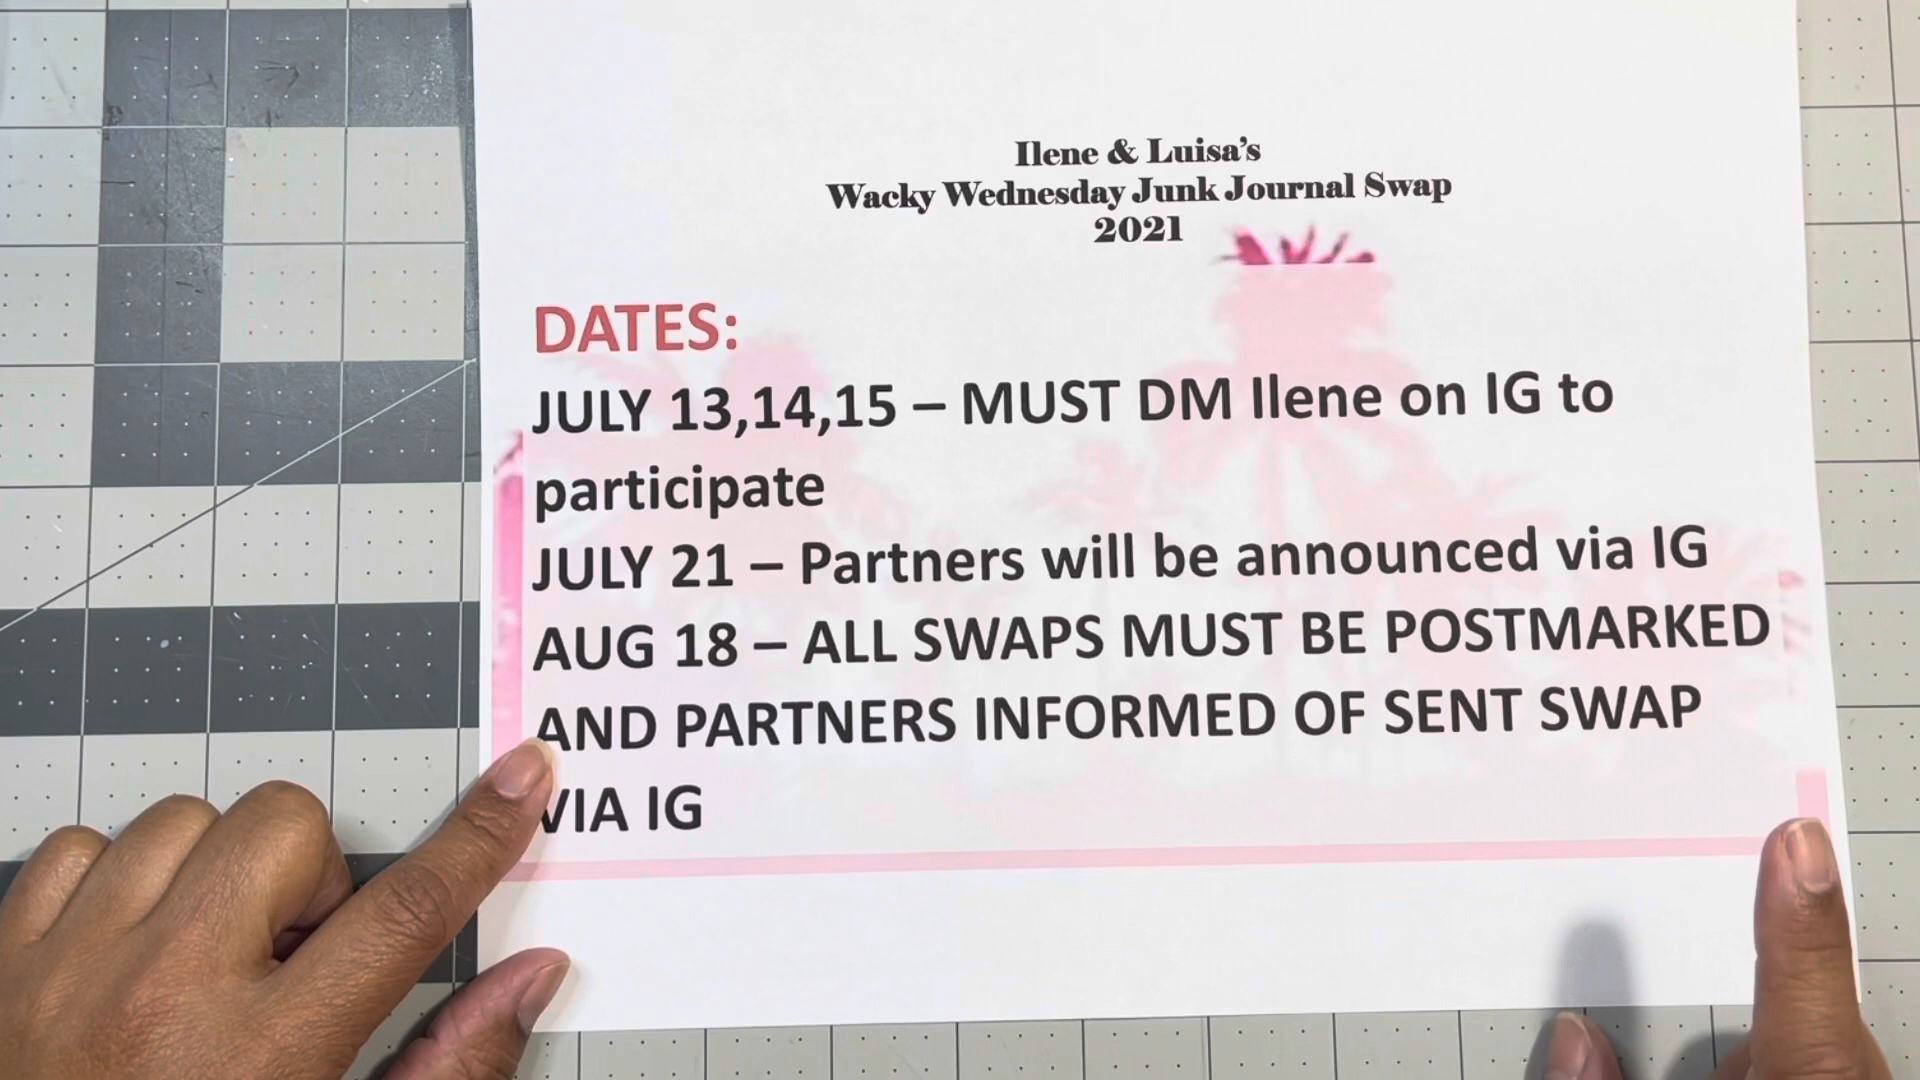 Ilene & Luisa's
Wacky Wednesday Junk Journal Swap
2021
DATES:
JULY 13,14,15 – MUST DM Ilene on IG to
participate
JULY 21 – Partners will be announced via IG
AUG 18 – ALL SWAPS MUST BE POSTMARKED
AND PARTNERS INFORMED OF SENT SWAP
VIA IG